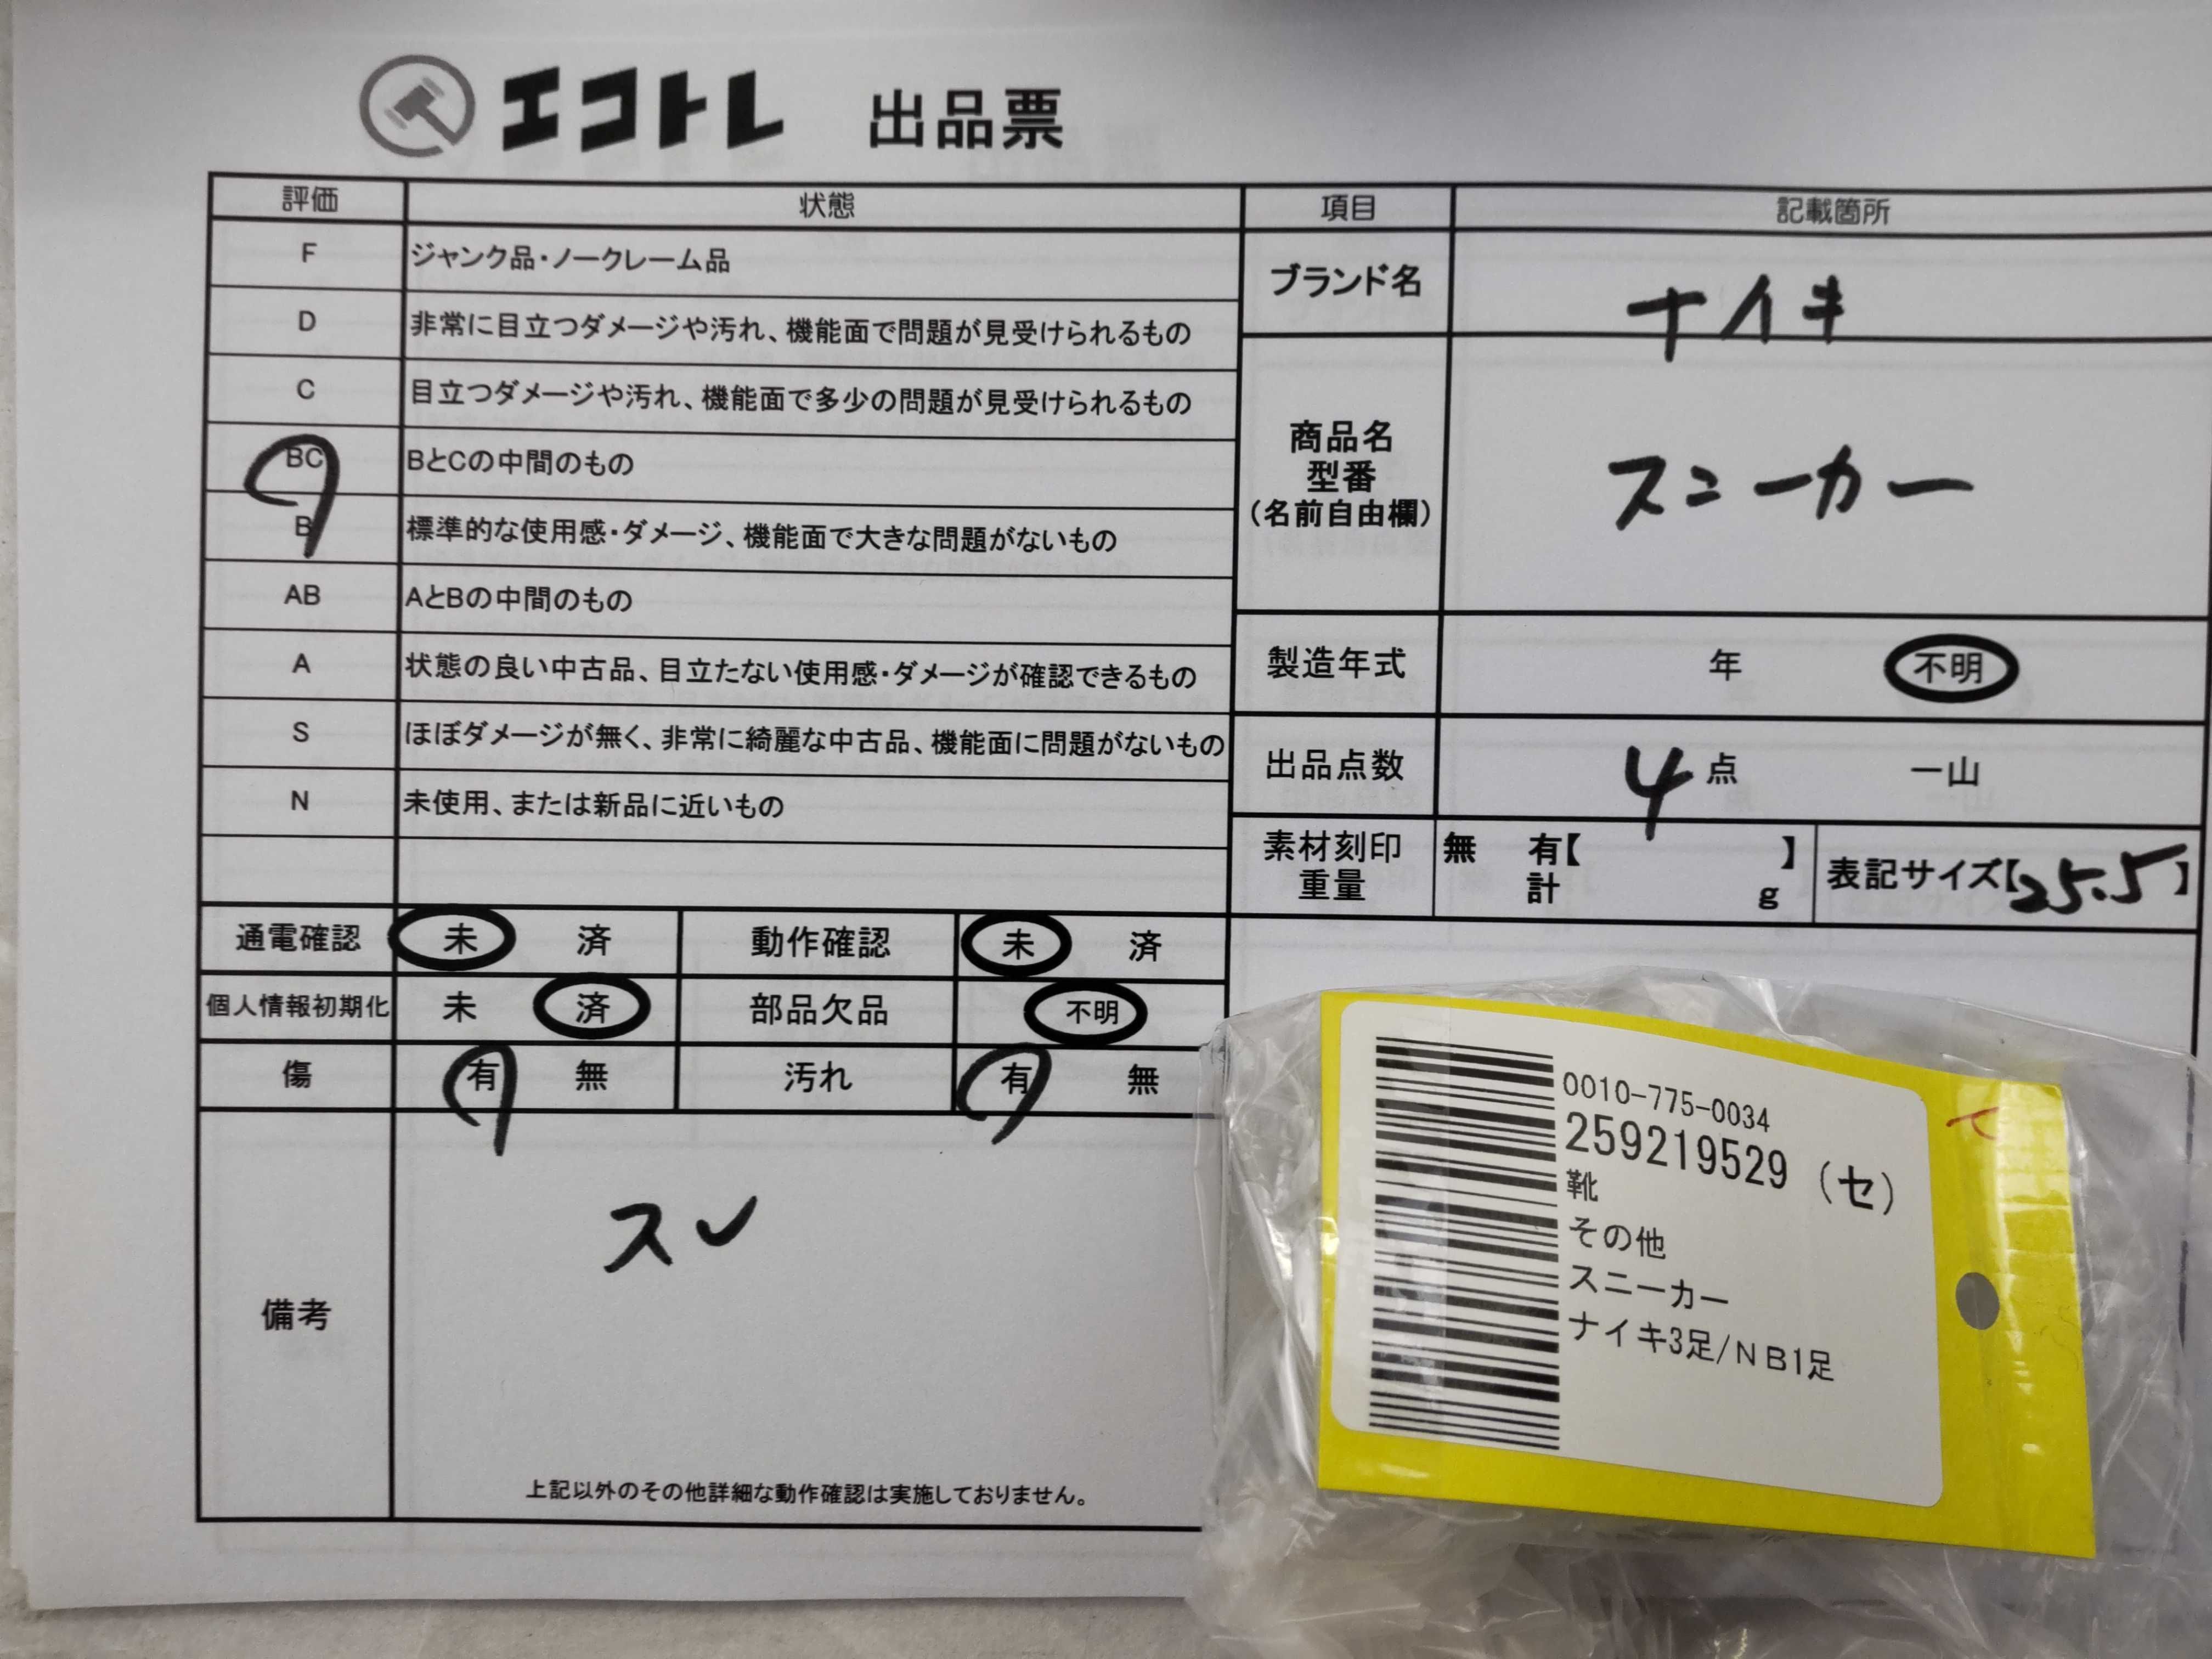 エコトレ 出品票
評価 状態 項目 記載箇所
F ジャンク品・ノークレーム品
D 非常に目立つダメージや汚れ、機能面で問題が見受けられるもの
C 目立つダメージや汚れ、機能面で多少の問題が見受けられるもの
BC BとCの中間のもの
B 標準的な使用感・ダメージ、機能面で大きな問題がないもの
AB AとBの中間のもの
A 状態の良い中古品、目立たない使用感・ダメージが確認できるもの
S ほぼダメージが無く、非常に綺麗な中古品、機能面に問題がないもの
N 未使用、または新品に近いもの
ブランド名 ナイキ
商品名
型番
(名前自由欄)
スニーカー
製造年式 年 不明
出品点数 4点 一山
素材刻印 無 有【 】
重量 計 g
表記サイズ【25.5】
通電確認 未 済 動作確認 未 済
個人情報初期化 未 済 部品欠品 不明
傷 有 無 汚れ 有 無
備考
スレ
上記以外のその他詳細な動作確認は実施しておりません。
0010-775-0034
259219529 (セ)
靴
その他
スニーカー
ナイキ3足/NB1足